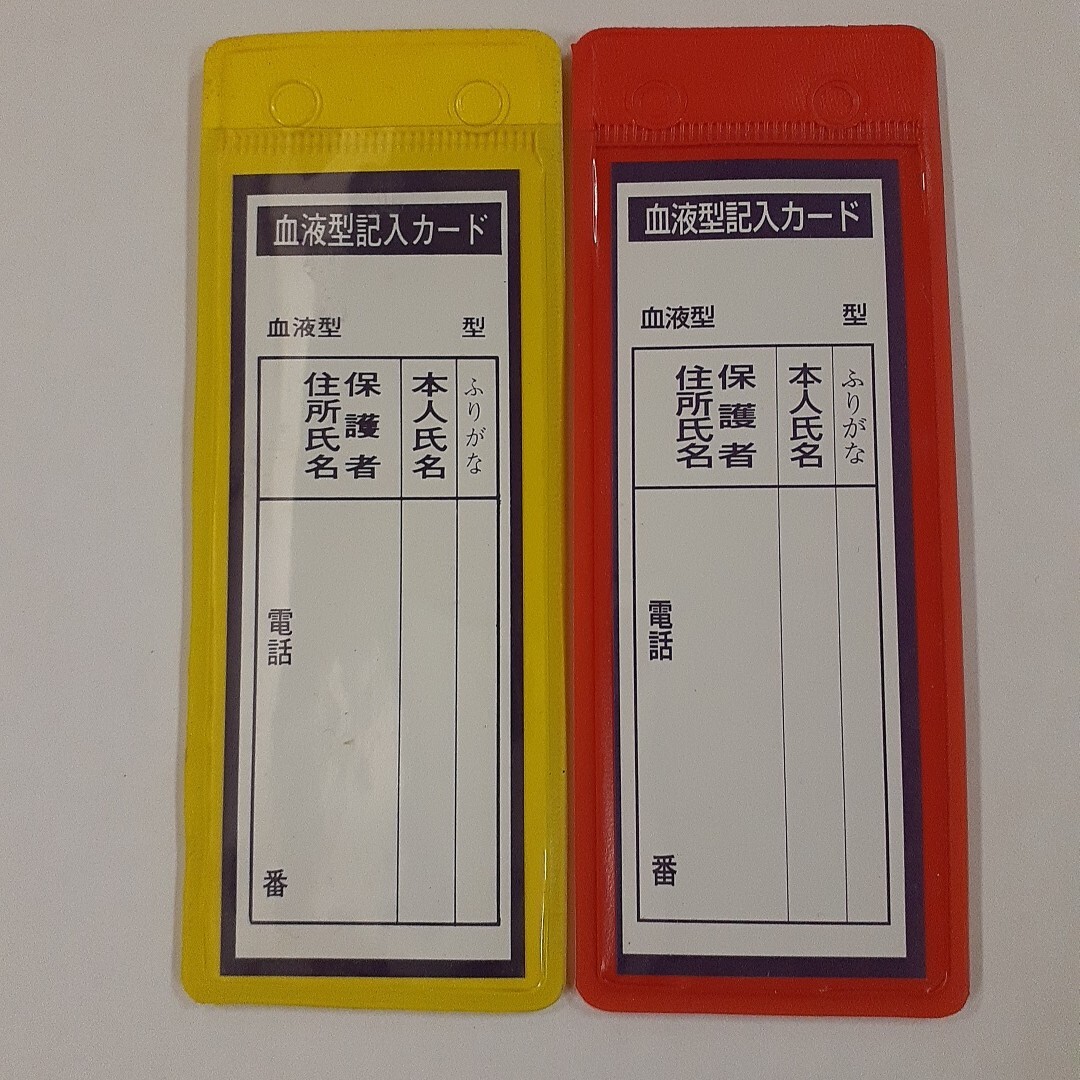 血液型記入カード
血液型 型
ふりがな
本人氏名
保護者
住所氏名
電話 番
血液型記入カード
血液型 型
ふりがな
本人氏名
保護者
住所氏名
電話 番